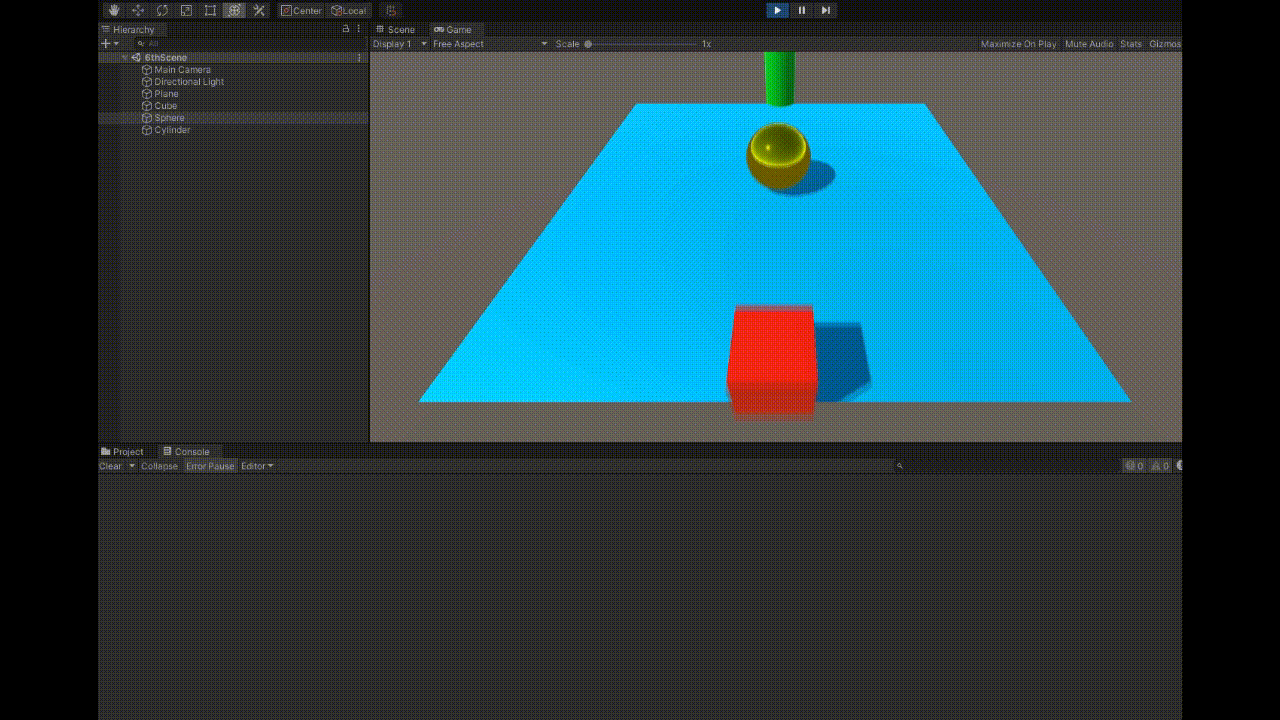 Center Local
Hierarchy
All
6thScene
Main Camera
Directional Light
Plane
Cube
Sphere
Cylinder
Scene Game
Display 1 Free Aspect Scale 1x Maximize On Play Mute Audio Stats Gizmos
Project Console
Clear Collapse Error Pause Editor 0 0